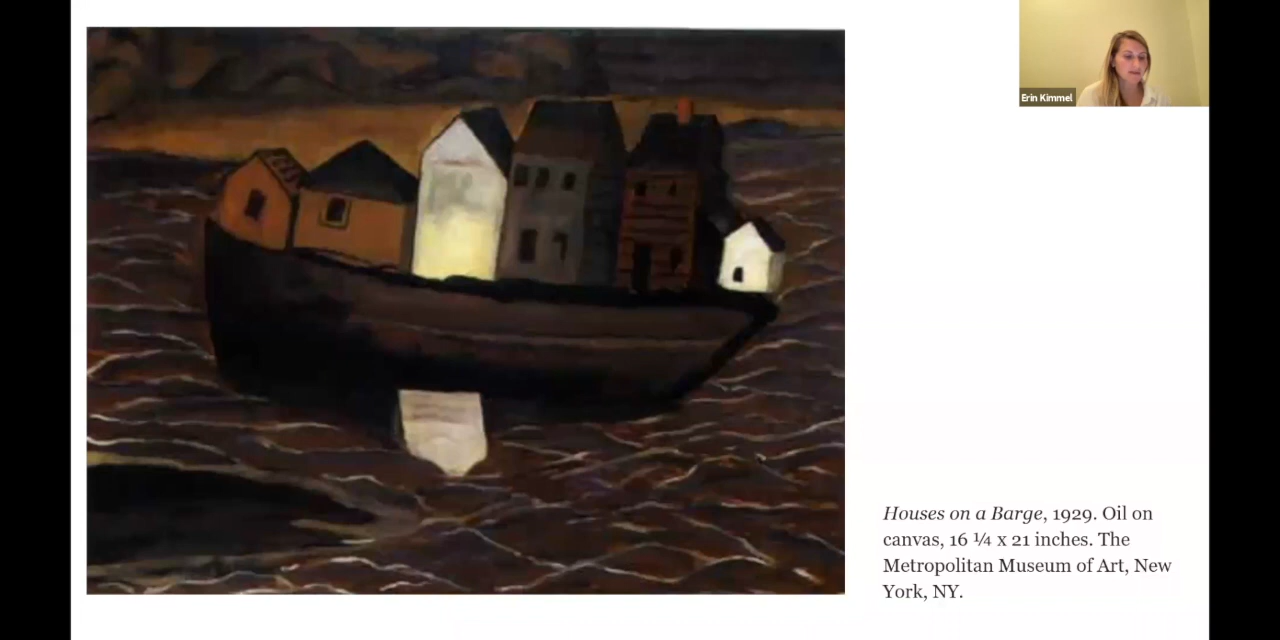 Erin Kimmel
Houses on a Barge, 1929. Oil on
canvas, 16 ¼ x 21 inches. The
Metropolitan Museum of Art, New
York, NY.